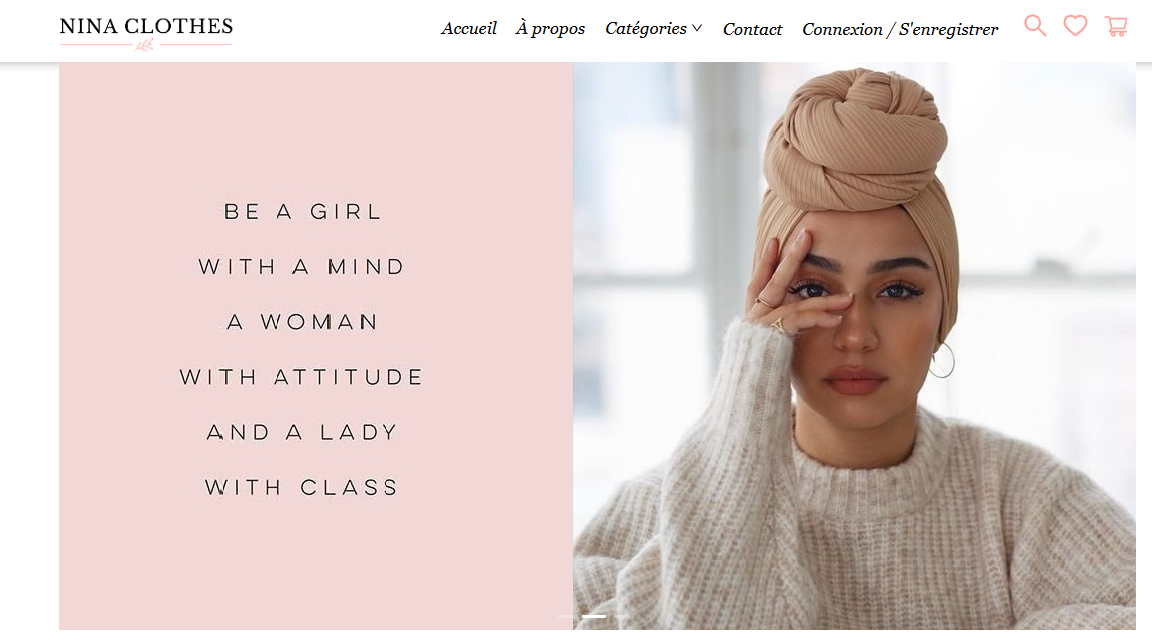 NINA CLOTHES
Accueil À propos Catégories Contact Connexion / S'enregistrer
BE A GIRL
WITH A MIND
A WOMAN
WITH ATTITUDE
AND A LADY
WITH CLASS